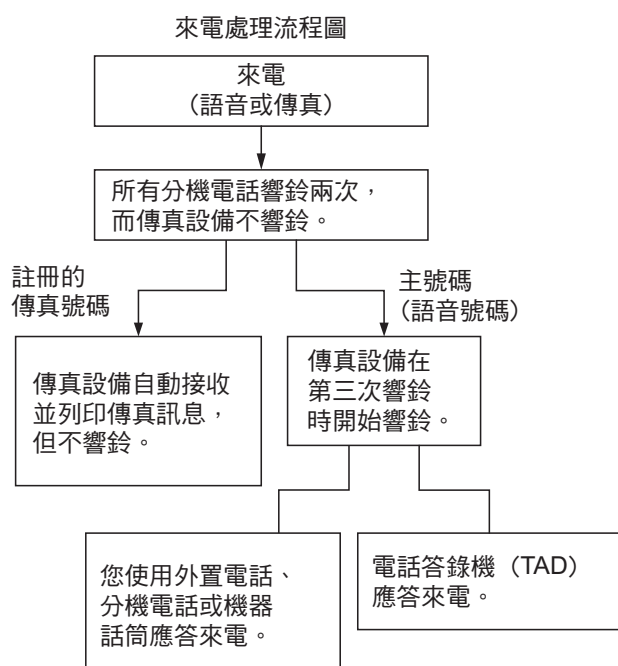 來電處理流程圖
來電
（語音或傳真）
所有分機電話響鈴兩次，
而傳真設備不響鈴。
註冊的
傳真號碼
主號碼
（語音號碼）
傳真設備自動接收
並列印傳真訊息，
但不響鈴。
傳真設備在
第三次響鈴
時開始響鈴。
您使用外置電話、
分機電話或機器
話筒應答來電。
電話答錄機（TAD）
應答來電。